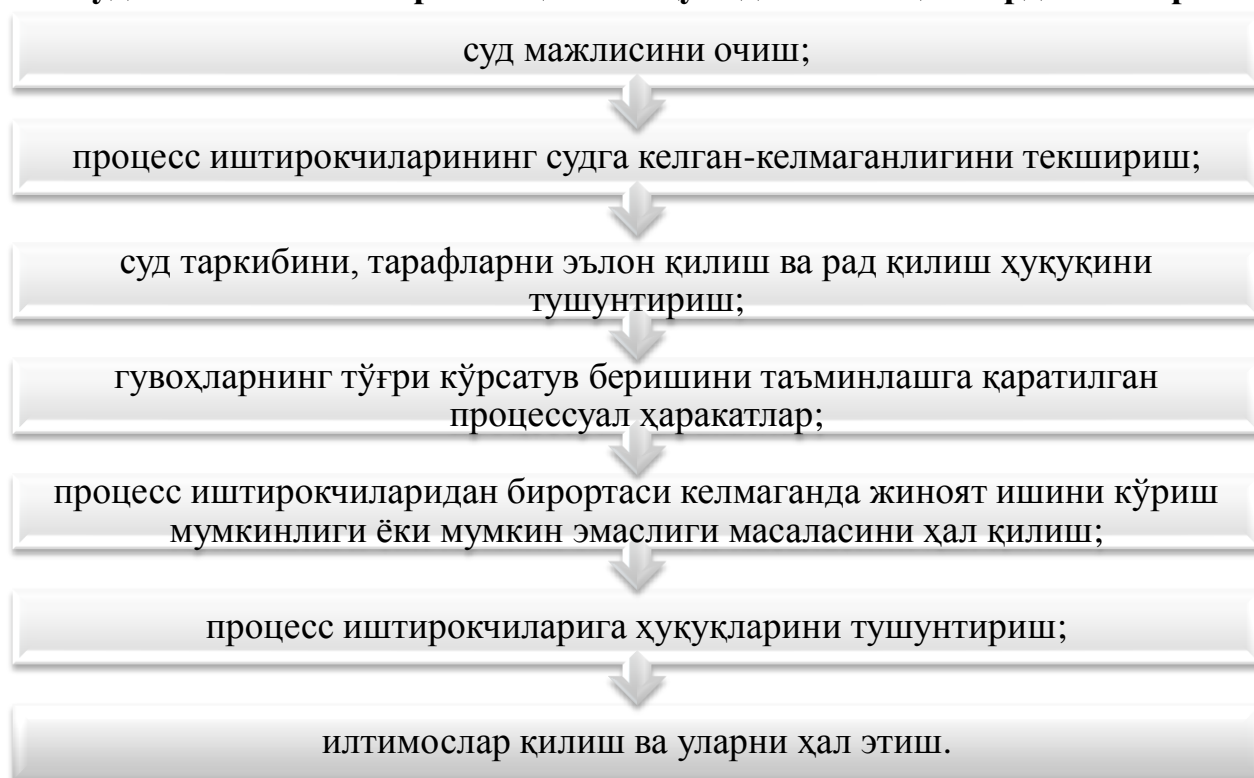 суд мажлисини очиш;
процесс иштирокчиларининг судга келган-келмаганлигини текшириш;
суд таркибини, тарафларни эълон қилиш ва рад қилиш ҳуқуқини
тушунтириш;
гувоҳларнинг тўғри кўрсатув беришини таъминлашга қаратилган
процессуал ҳаракатлар;
процесс иштирокчиларидан бирортаси келмаганда жиноят ишини кўриш
мумкинлиги ёки мумкин эмаслиги масаласини ҳал қилиш;
процесс иштирокчиларига ҳуқуқларини тушунтириш;
илтимослар қилиш ва уларни ҳал этиш.